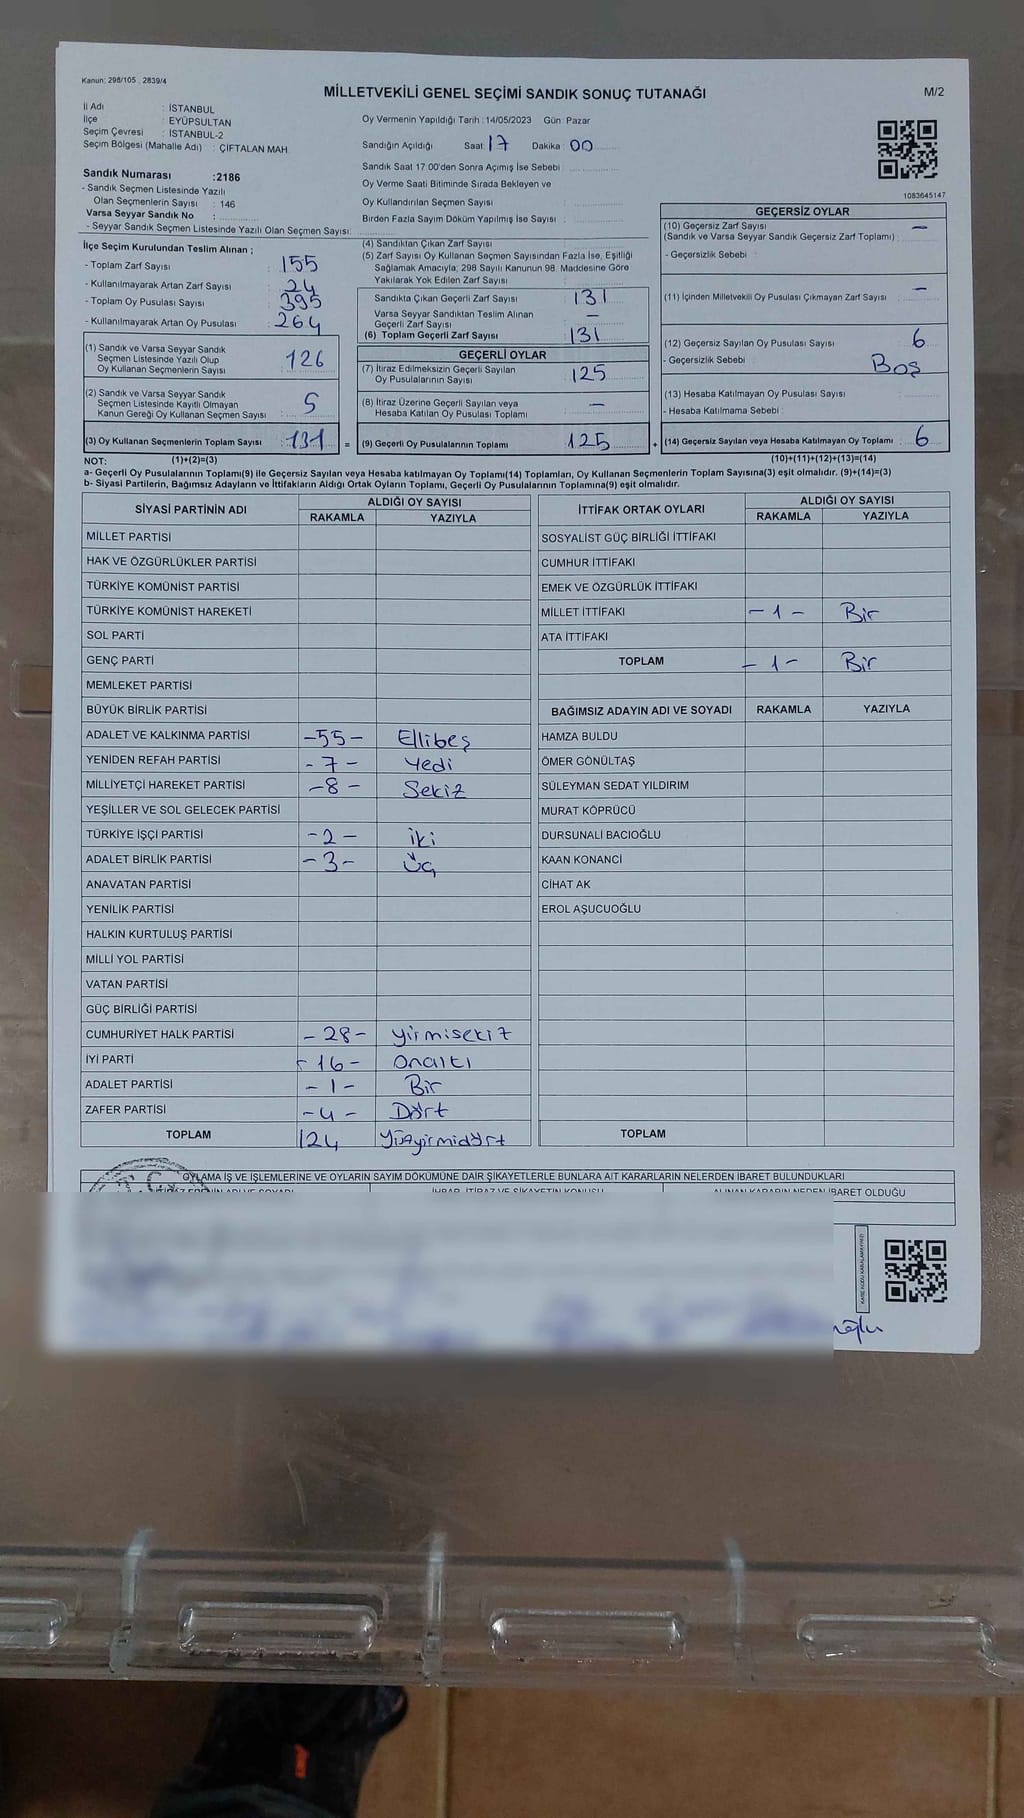 Kanun: 298/105 2839/4
MİLLETVEKİLİ GENEL SEÇİMİ SANDIK SONUÇ TUTANAĞI
M/2
İl Adı : İSTANBUL
İlçe : EYÜPSULTAN
Seçim Çevresi : İSTANBUL-2
Seçim Bölgesi (Mahalle Adı) : ÇİFTALAN MAH.
Oy Vermenin Yapıldığı Tarih : 14/05/2023 Gün Pazar
Sandığın Açıldığı Saat 17 Dakika 00
Sandık Saat 17:00'den Sonra Açılmış İse Sebebi
Oy Verme Saati Bitiminde Sırada Bekleyen ve
Oy Kullandırılan Seçmen Sayısı :
Birden Fazla Sayım Döküm Yapılmış İse Sayısı :
1083645147
Sandık Numarası :2186
- Sandık Seçmen Listesinde Yazılı
Olan Seçmenlerin Sayısı : 146
Varsa Seyyar Sandık No :
- Seyyar Sandık Seçmen Listesinde Yazılı Olan Seçmen Sayısı:
İlçe Seçim Kurulundan Teslim Alınan ;
- Toplam Zarf Sayısı : 155
- Kullanılmayarak Artan Zarf Sayısı : 24
- Toplam Oy Pusulası Sayısı : 395
- Kullanılmayarak Artan Oy Pusulası : 264
(1) Sandık ve Varsa Seyyar Sandık
Seçmen Listesinde Yazılı Olup
Oy Kullanan Seçmenlerin Sayısı : 126
(2) Sandık ve Varsa Seyyar Sandık
Seçmen Listesinde Kayıtlı Olmayan
Kanun Gereği Oy Kullanan Seçmen Sayısı : 5
(3) Oy Kullanan Seçmenlerin Toplam Sayısı : 131 =
(4) Sandıktan Çıkan Zarf Sayısı :
(5) Zarf Sayısı Oy Kullanan Seçmen Sayısından Fazla İse, Eşitliği
Sağlamak Amacıyla; 298 Sayılı Kanunun 98. Maddesine Göre
Yakılarak Yok Edilen Zarf Sayısı :
Sandıkta Çıkan Geçerli Zarf Sayısı : 131
Varsa Seyyar Sandıktan Teslim Alınan
Geçerli Zarf Sayısı : –
(6) Toplam Geçerli Zarf Sayısı : 131
GEÇERLİ OYLAR
(7) İtiraz Edilmeksizin Geçerli Sayılan
Oy Pusulalarının Sayısı : 125
(8) İtiraz Üzerine Geçerli Sayılan veya
Hesaba Katılan Oy Pusulası Toplamı : –
(9) Geçerli Oy Pusulalarının Toplamı : 125 +
GEÇERSİZ OYLAR
(10) Geçersiz Zarf Sayısı
(Sandık ve Varsa Seyyar Sandık Geçersiz Zarf Toplamı) : –
- Geçersizlik Sebebi :
(11) İçinden Milletvekili Oy Pusulası Çıkmayan Zarf Sayısı : –
(12) Geçersiz Sayılan Oy Pusulası Sayısı : 6
- Geçersizlik Sebebi : Boş
(13) Hesaba Katılmayan Oy Pusulası Sayısı :
- Hesaba Katılmama Sebebi :
(14) Geçersiz Sayılan veya Hesaba Katılmayan Oy Toplamı : 6
NOT: (1)+(2)=(3)
(10)+(11)+(12)+(13)=(14)
a- Geçerli Oy Pusulalarının Toplamı(9) ile Geçersiz Sayılan veya Hesaba katılmayan Oy Toplamı(14) Toplamları, Oy Kullanan Seçmenlerin Toplam Sayısına(3) eşit olmalıdır. (9)+(14)=(3)
b- Siyasi Partilerin, Bağımsız Adayların ve İttifakların Aldığı Ortak Oyların Toplamı, Geçerli Oy Pusulalarının Toplamına(9) eşit olmalıdır.
SİYASİ PARTİNİN ADI ALDIĞI OY SAYISI
RAKAMLA YAZIYLA
MİLLET PARTİSİ
HAK VE ÖZGÜRLÜKLER PARTİSİ
TÜRKİYE KOMÜNİST PARTİSİ
TÜRKİYE KOMÜNİST HAREKETİ
SOL PARTİ
GENÇ PARTİ
MEMLEKET PARTİSİ
BÜYÜK BİRLİK PARTİSİ
ADALET VE KALKINMA PARTİSİ -55- Ellibeş
YENİDEN REFAH PARTİSİ -7- Yedi
MİLLİYETÇİ HAREKET PARTİSİ -8- Sekiz
YEŞİLLER VE SOL GELECEK PARTİSİ
TÜRKİYE İŞÇİ PARTİSİ -2- iki
ADALET BİRLİK PARTİSİ -3- Üç
ANAVATAN PARTİSİ
YENİLİK PARTİSİ
HALKIN KURTULUŞ PARTİSİ
MİLLİ YOL PARTİSİ
VATAN PARTİSİ
GÜÇ BİRLİĞİ PARTİSİ
CUMHURİYET HALK PARTİSİ -28- Yirmisekiz
İYİ PARTİ -16- Onaltı
ADALET PARTİSİ -1- Bir
ZAFER PARTİSİ -4- Dört
TOPLAM 124 Yüzyirmidört
İTTİFAK ORTAK OYLARI ALDIĞI OY SAYISI
RAKAMLA YAZIYLA
SOSYALİST GÜÇ BİRLİĞİ İTTİFAKI
CUMHUR İTTİFAKI
EMEK VE ÖZGÜRLÜK İTTİFAKI
MİLLET İTTİFAKI -1- Bir
ATA İTTİFAKI
TOPLAM -1- Bir
BAĞIMSIZ ADAYIN ADI VE SOYADI RAKAMLA YAZIYLA
HAMZA BULDU
ÖMER GÖNÜLTAŞ
SÜLEYMAN SEDAT YILDIRIM
MURAT KÖPRÜCÜ
DURSUNALİ BACIOĞLU
KAAN KONANCİ
CİHAT AK
EROL AŞUCUOĞLU
TOPLAM
OYLAMA İŞ VE İŞLEMLERİNE VE OYLARIN SAYIM DÖKÜMÜNE DAİR ŞİKAYETLERLE BUNLARA AİT KARARLARIN NELERDEN İBARET BULUNDUKLARI
T.C.
İHBAR, İTİRAZ VE ŞİKAYETİN KONUSU ALINAN KARARIN NEDEN İBARET OLDUĞU
KARE KODU KARALAMAYINIZ!